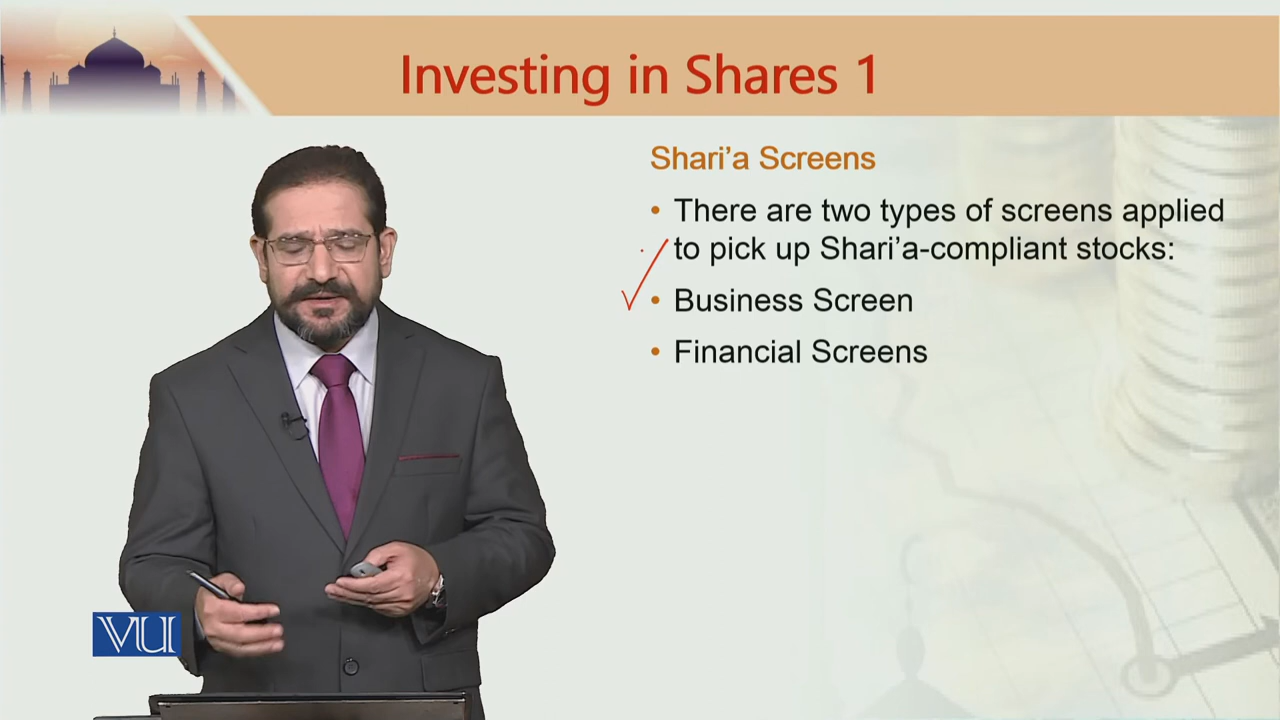 Investing in Shares 1
Shari’a Screens
• There are two types of screens applied
to pick up Shari’a-compliant stocks:
• Business Screen
• Financial Screens
VU